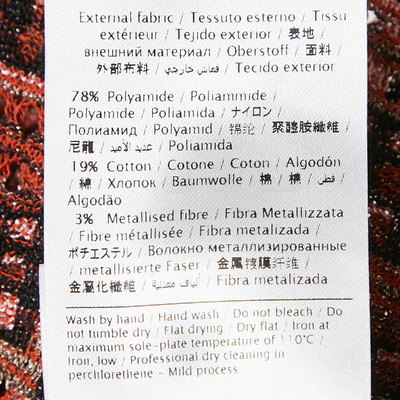 External fabric / Tessuto esterno / Tissu
extérieur / Tejido exterior / 表地 /
внешний материал / Oberstoff / 面料 /
外部布料 / قماش خارجي / Tecido exterior
78% Polyamide / Poliammide /
Polyamide / Poliamida / ナイロン /
Полиамид / Polyamid / 锦纶 / 聚醯胺纖維 /
尼龍 / عديد الأميد / Poliamida
19% Cotton / Cotone / Coton / Algodón
/ 綿 / Хлопок / Baumwolle / 棉 / 棉 / قطن /
Algodão
3% Metallised fibre / Fibra Metallizzata
/ Fibre métallisée / Fibra metalizada /
ポリエステル / Волокно металлизированные
/ metallisierte Faser / 金属镀膜纤维 /
金屬化纖維 / ألياف معدنية / Fibra metalizada
Wash by hand / Hand wash / Do not bleach / Do
not tumble dry / Flat drying / Dry flat / Iron at
maximum sole-plate temperature of 110°C /
Iron, low / Professional dry cleaning in
perchlorethene - Mild process